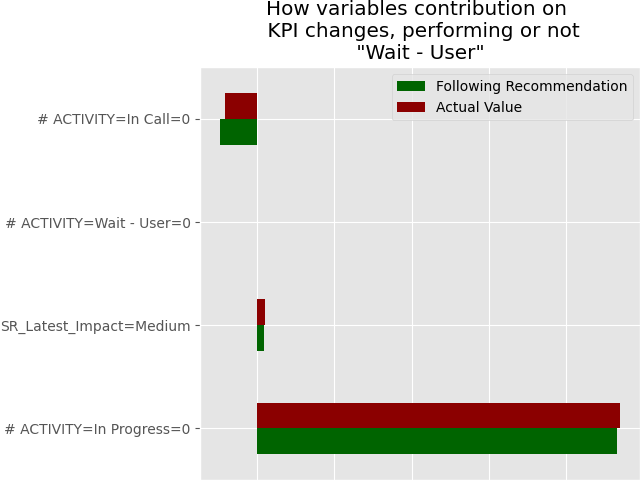 How variables contribution on
KPI changes, performing or not
"Wait - User"
Following Recommendation
Actual Value
# ACTIVITY=In Call=0
# ACTIVITY=Wait - User=0
SR_Latest_Impact=Medium
# ACTIVITY=In Progress=0